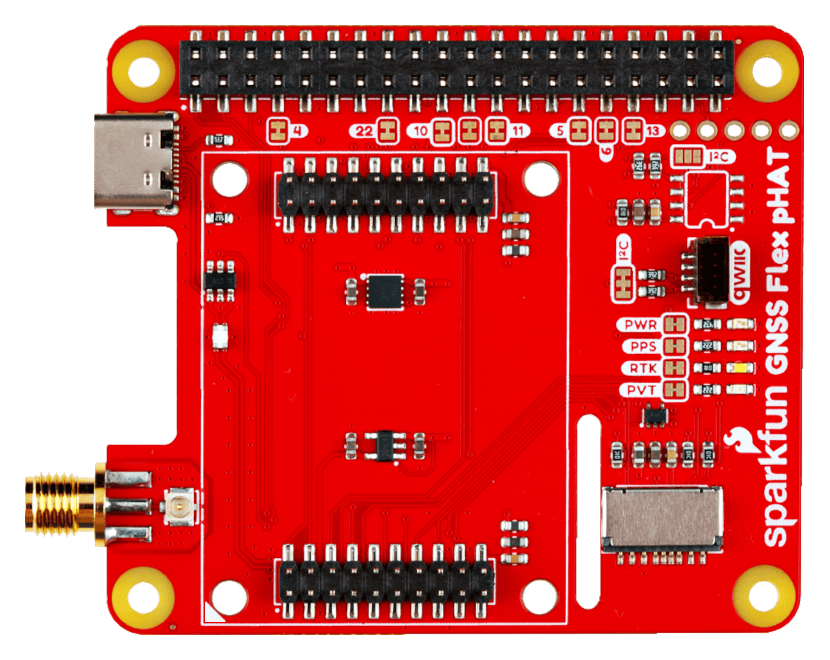 4
22
10
11
5
6
13
I²C
I²C
qwiic
PWR
PPS
RTK
PVT
sparkfun GNSS Flex pHAT